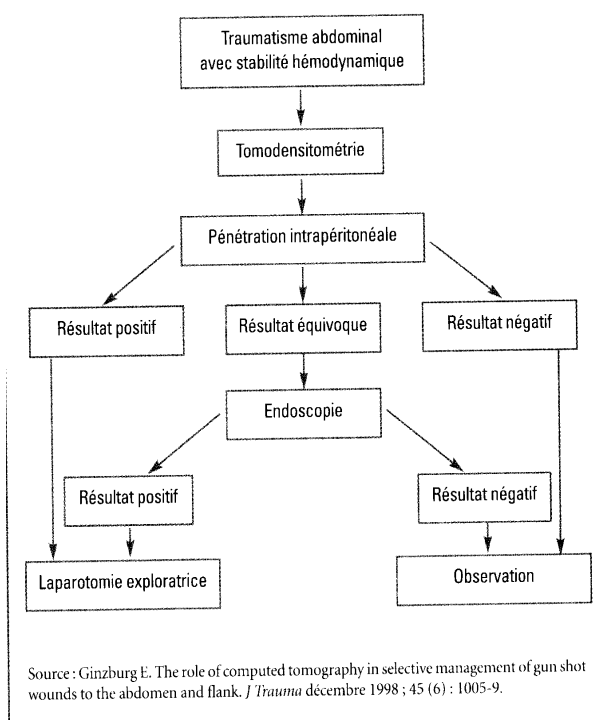 Traumatisme abdominal
avec stabilité hémodynamique
Tomodensitométrie
Pénétration intrapéritonéale
Résultat positif
Résultat équivoque
Résultat négatif
Endoscopie
Résultat positif
Résultat négatif
Laparotomie exploratrice
Observation
Source : Ginzburg E. The role of computed tomography in selective management of gun shot
wounds to the abdomen and flank. J Trauma décembre 1998 ; 45 (6) : 1005-9.